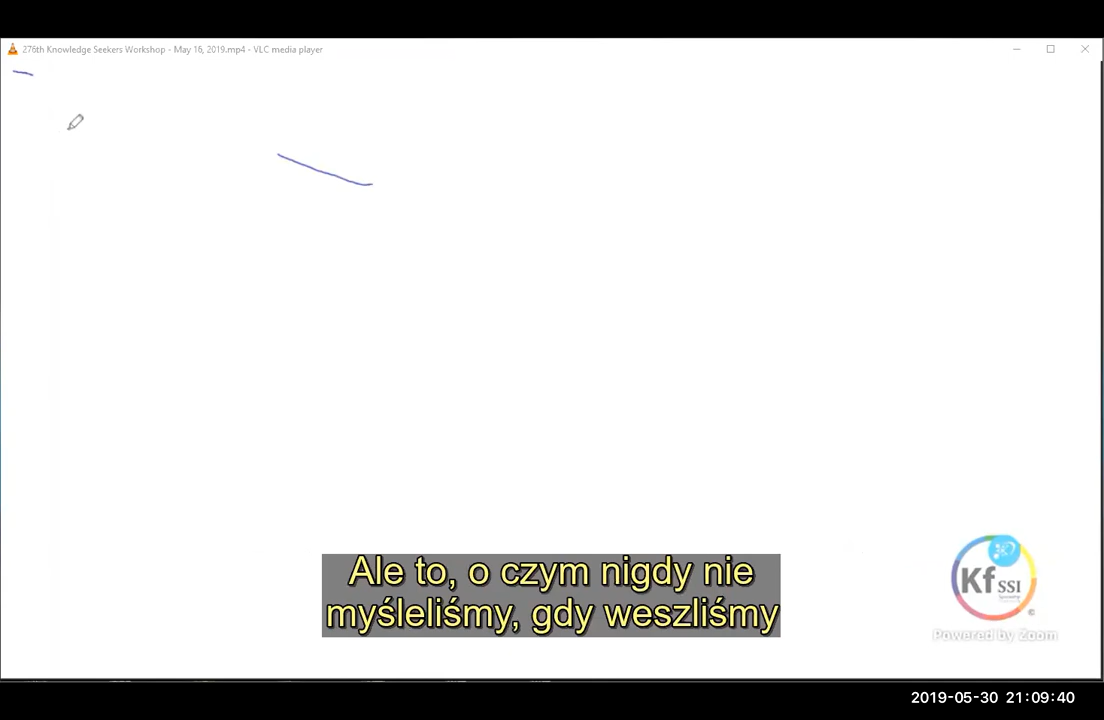 276th Knowledge Seekers Workshop - May 16, 2019.mp4 - VLC media player
Ale to, o czym nigdy nie
myśleliśmy, gdy weszliśmy
Kf SSI
©
Powered by Zoom
2019-05-30 21:09:40